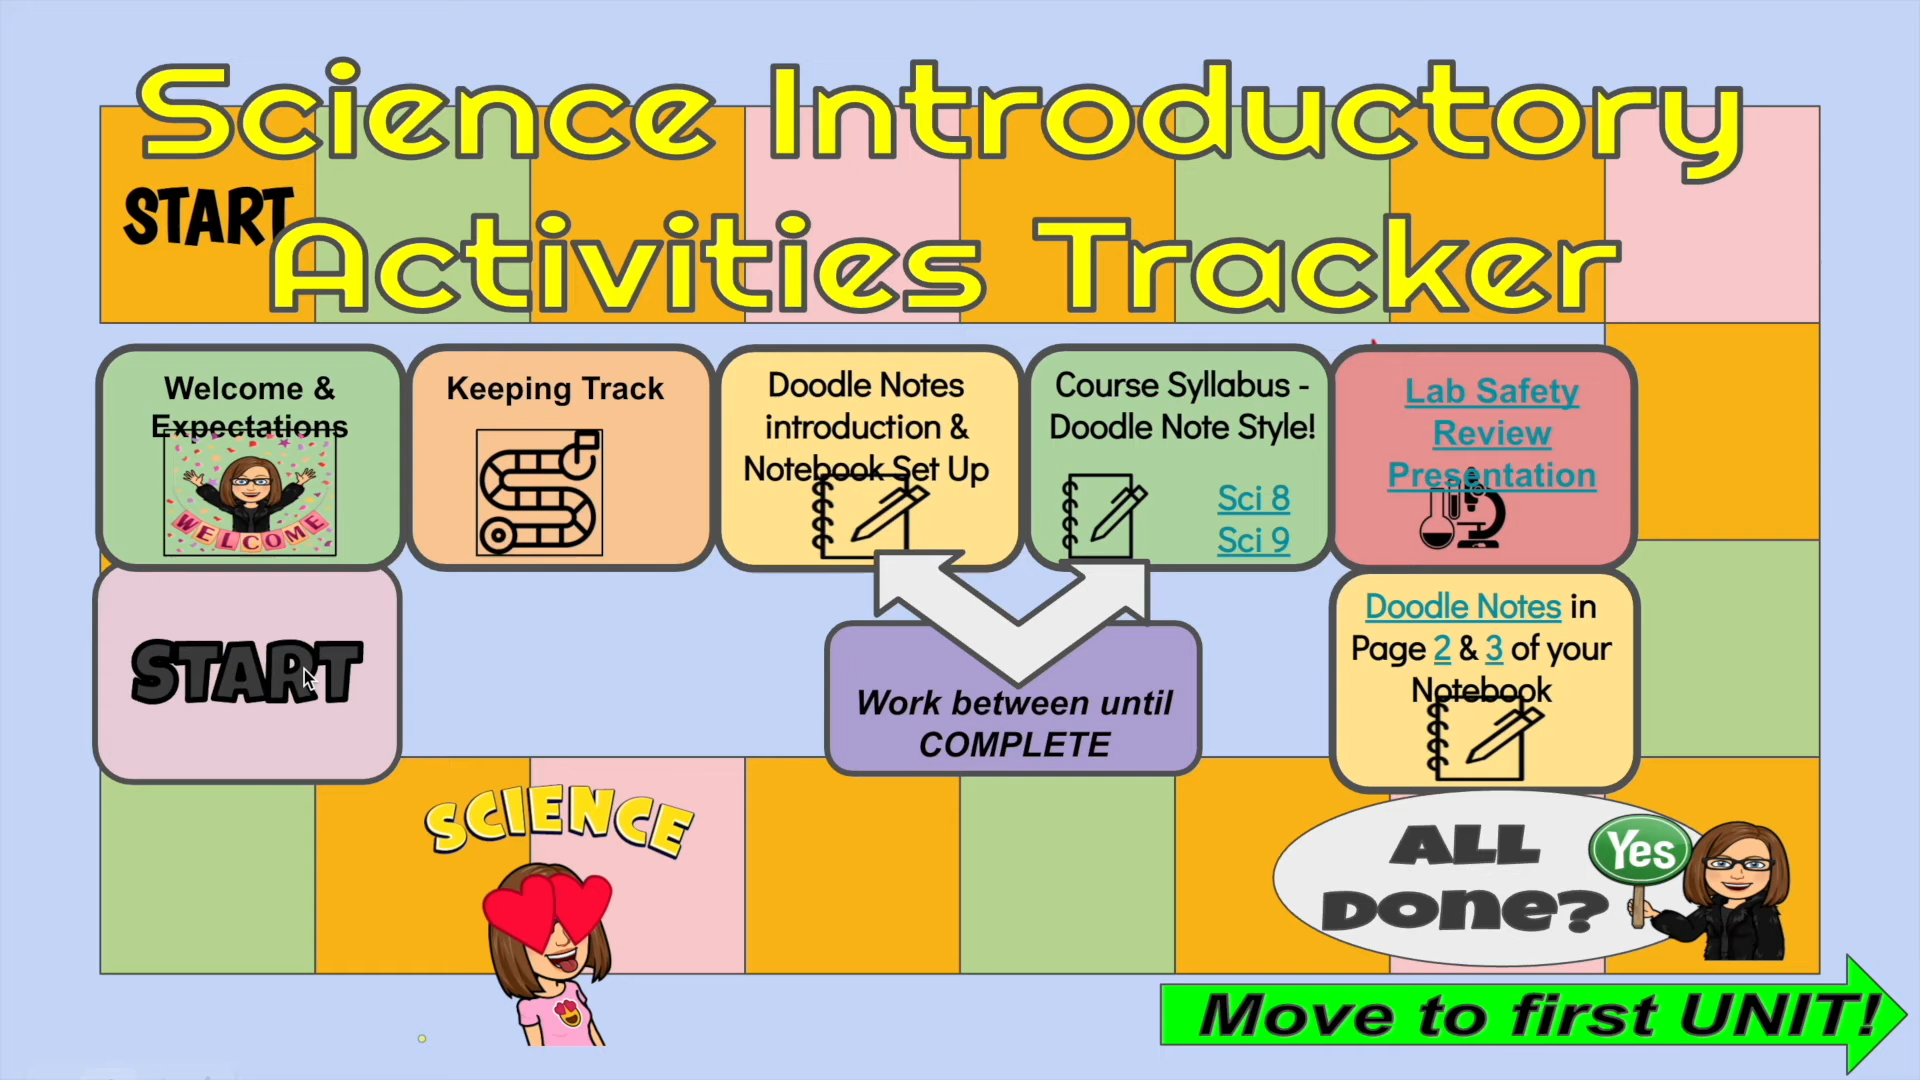 Science Introductory
Activities Tracker
START
Welcome &
Expectations
WELCOME
Keeping Track
Doodle Notes
introduction &
Notebook Set Up
Course Syllabus -
Doodle Note Style!
Sci 8
Sci 9
Lab Safety
Review
Presentation
START
Work between until
COMPLETE
Doodle Notes in
Page 2 & 3 of your
Notebook
SCIENCE
ALL
Done?
Yes
Move to first UNIT!